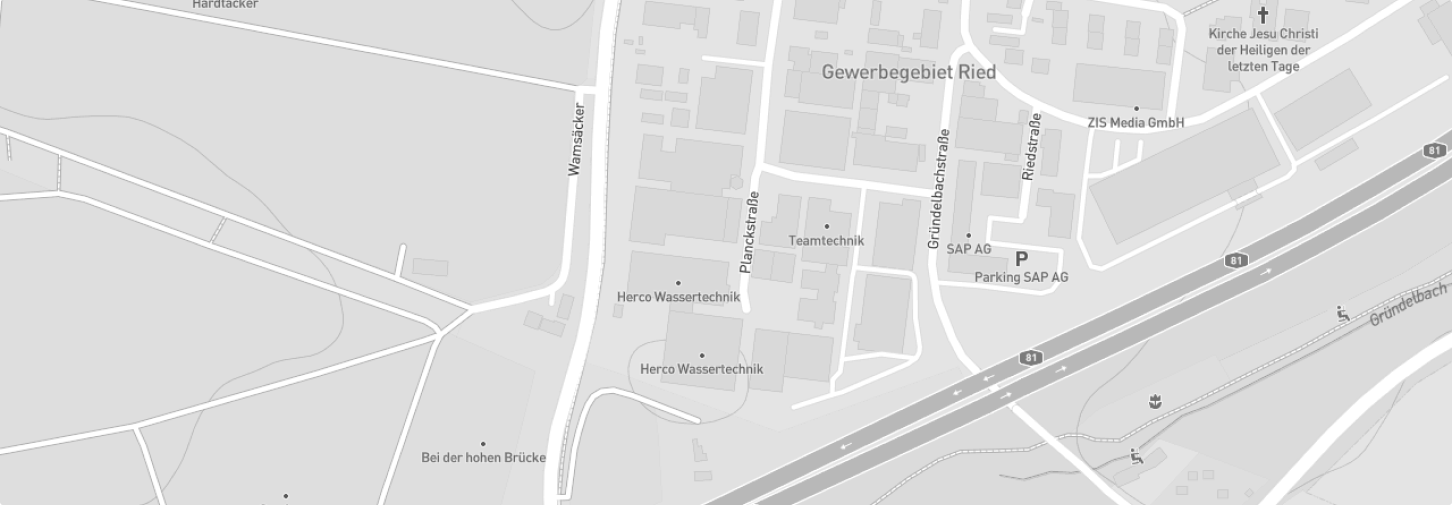 Hardtäcker
Kirche Jesu Christi
der Heiligen der
letzten Tage
Gewerbegebiet Ried
ZIS Media GmbH
Wamsäcker
Riedstraße
Gründelbachstraße
Planckstraße
81
Teamtechnik
SAP AG
P
Parking SAP AG
81
Herco Wassertechnik
Gründelbach
81
Herco Wassertechnik
Bei der hohen Brücke